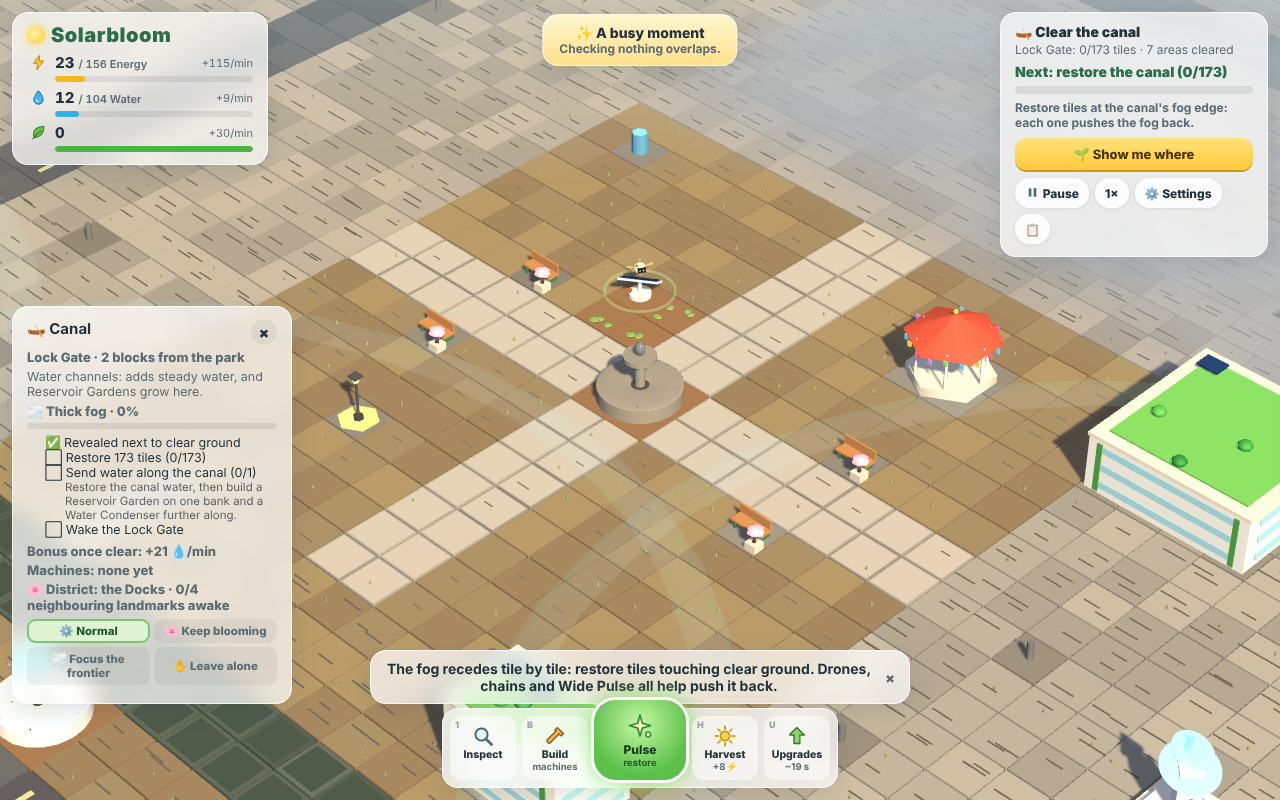 Solarbloom
23 / 156 Energy +115/min
12 / 104 Water +9/min
0 +30/min
✨ A busy moment
Checking nothing overlaps.
Clear the canal
Lock Gate: 0/173 tiles · 7 areas cleared
Next: restore the canal (0/173)
Restore tiles at the canal's fog edge:
each one pushes the fog back.
Show me where
Pause
1×
Settings
Canal
Lock Gate · 2 blocks from the park
Water channels: adds steady water, and
Reservoir Gardens grow here.
Thick fog · 0%
Revealed next to clear ground
Restore 173 tiles (0/173)
Send water along the canal (0/1)
Restore the canal water, then build a
Reservoir Garden on one bank and a
Water Condenser further along.
Wake the Lock Gate
Bonus once clear: +21 💧/min
Machines: none yet
District: the Docks · 0/4
neighbouring landmarks awake
Normal
Keep blooming
Focus the
frontier
Leave alone
The fog recedes tile by tile: restore tiles touching clear ground. Drones,
chains and Wide Pulse all help push it back.
1
Inspect
B
Build
machines
Pulse
restore
H
Harvest
+8⚡
U
Upgrades
~19 s